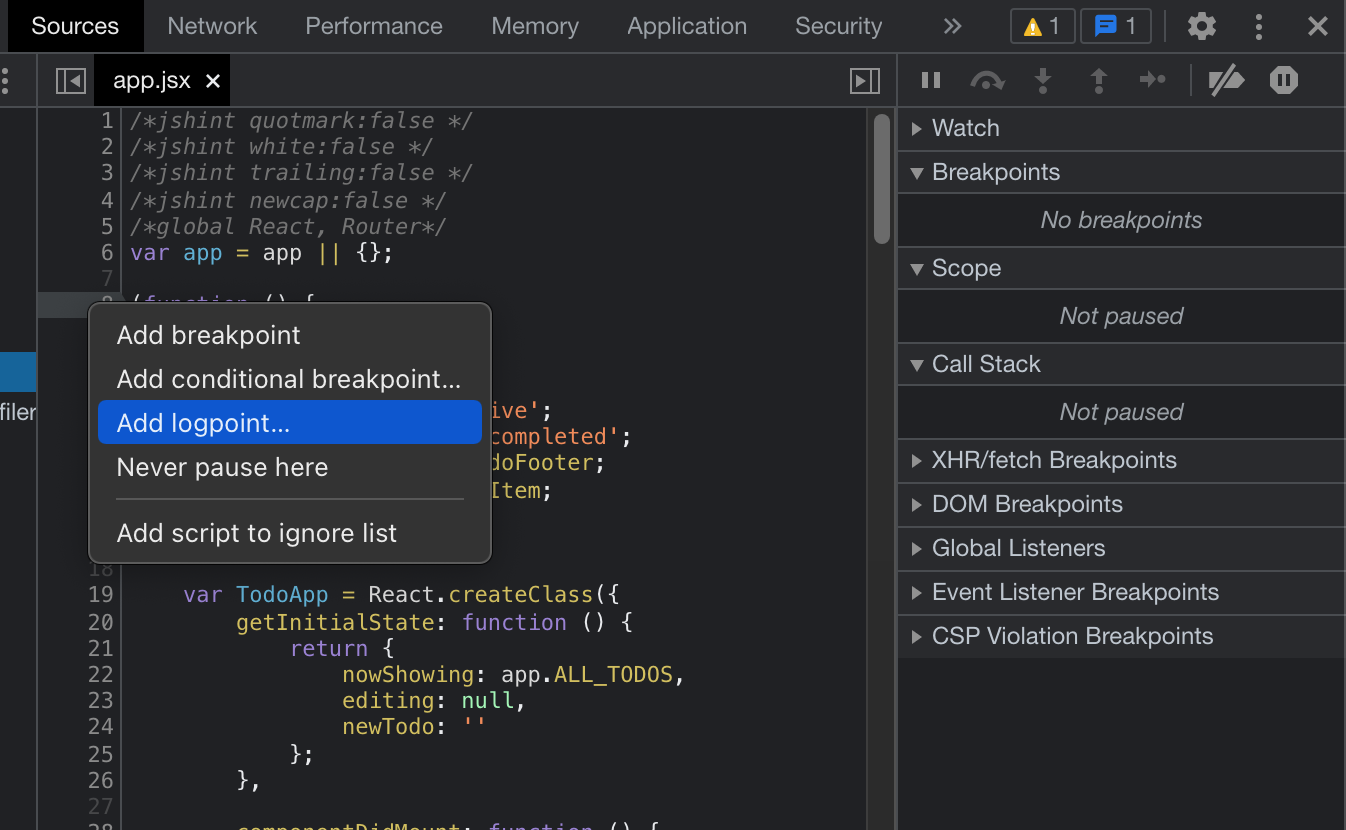 Sources Network Performance Memory Application Security » 1 1
app.jsx ×
1 /*jshint quotmark:false */
2 /*jshint white:false */
3 /*jshint trailing:false */
4 /*jshint newcap:false */
5 /*global React, Router*/
6 var app = app || {};
7
8 (function () {
Add breakpoint
Add conditional breakpoint...
ive';
Add logpoint...
completed';
doFooter;
Never pause here
Item;
Add script to ignore list
18
19 var TodoApp = React.createClass({
20 getInitialState: function () {
21 return {
22 nowShowing: app.ALL_TODOS,
23 editing: null,
24 newTodo: ''
25 };
26 },
27
28 componentDidMount: function () {
filer
Watch
Breakpoints
No breakpoints
Scope
Not paused
Call Stack
Not paused
XHR/fetch Breakpoints
DOM Breakpoints
Global Listeners
Event Listener Breakpoints
CSP Violation Breakpoints